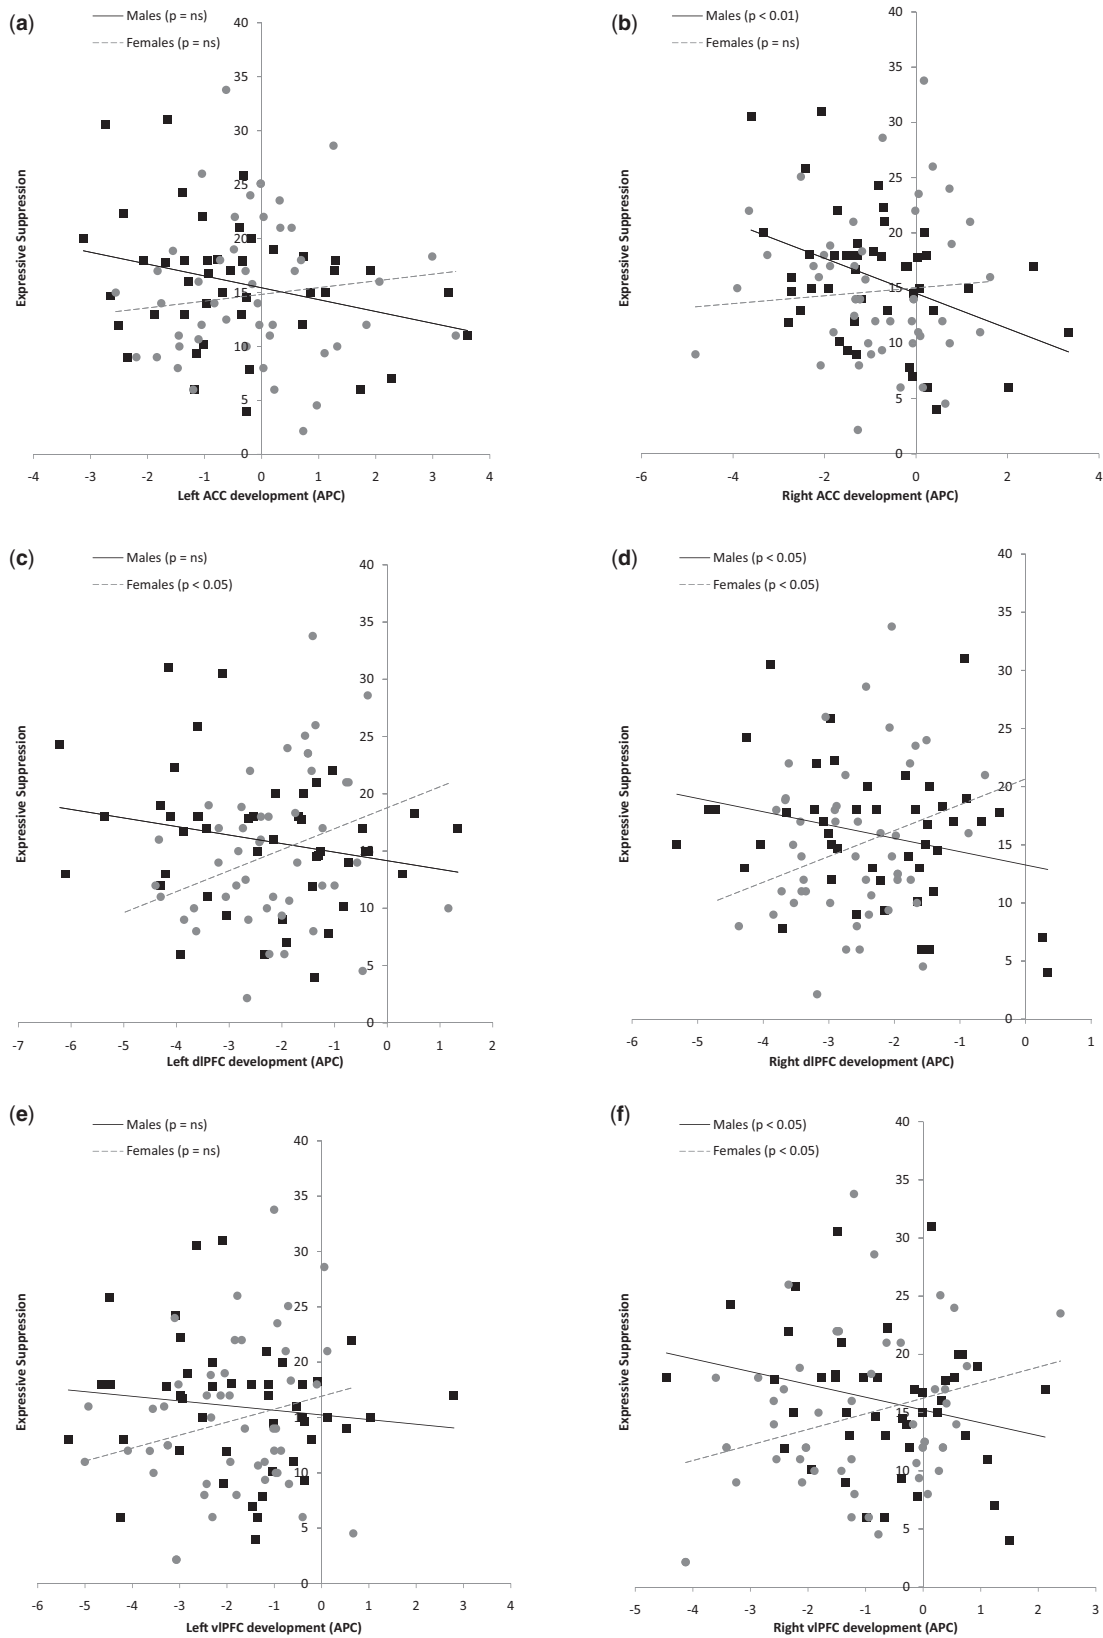 (a)
Males (p = ns)
Females (p = ns)
40
35
30
25
20
15
10
5
0
Expressive Suppression
-4 -3 -2 -1 0 1 2 3 4
Left ACC development (APC)
(b)
Males (p < 0.01)
Females (p = ns)
40
35
30
25
20
15
10
5
0
Expressive Suppression
-6 -4 -2 0 2 4
Right ACC development (APC)
(c)
Males (p = ns)
Females (p < 0.05)
40
35
30
25
20
15
10
5
0
Expressive Suppression
-7 -6 -5 -4 -3 -2 -1 0 1 2
Left dlPFC development (APC)
(d)
Males (p < 0.05)
Females (p < 0.05)
40
35
30
25
20
15
10
5
0
Expressive Suppression
-6 -5 -4 -3 -2 -1 0 1
Right dlPFC development (APC)
(e)
Males (p = ns)
Females (p = ns)
40
35
30
25
20
15
10
5
0
Expressive Suppression
-6 -5 -4 -3 -2 -1 0 1 2 3 4
Left vlPFC development (APC)
(f)
Males (p < 0.05)
Females (p < 0.05)
40
35
30
25
20
15
10
5
0
Expressive Suppression
-5 -4 -3 -2 -1 0 1 2 3
Right vlPFC development (APC)